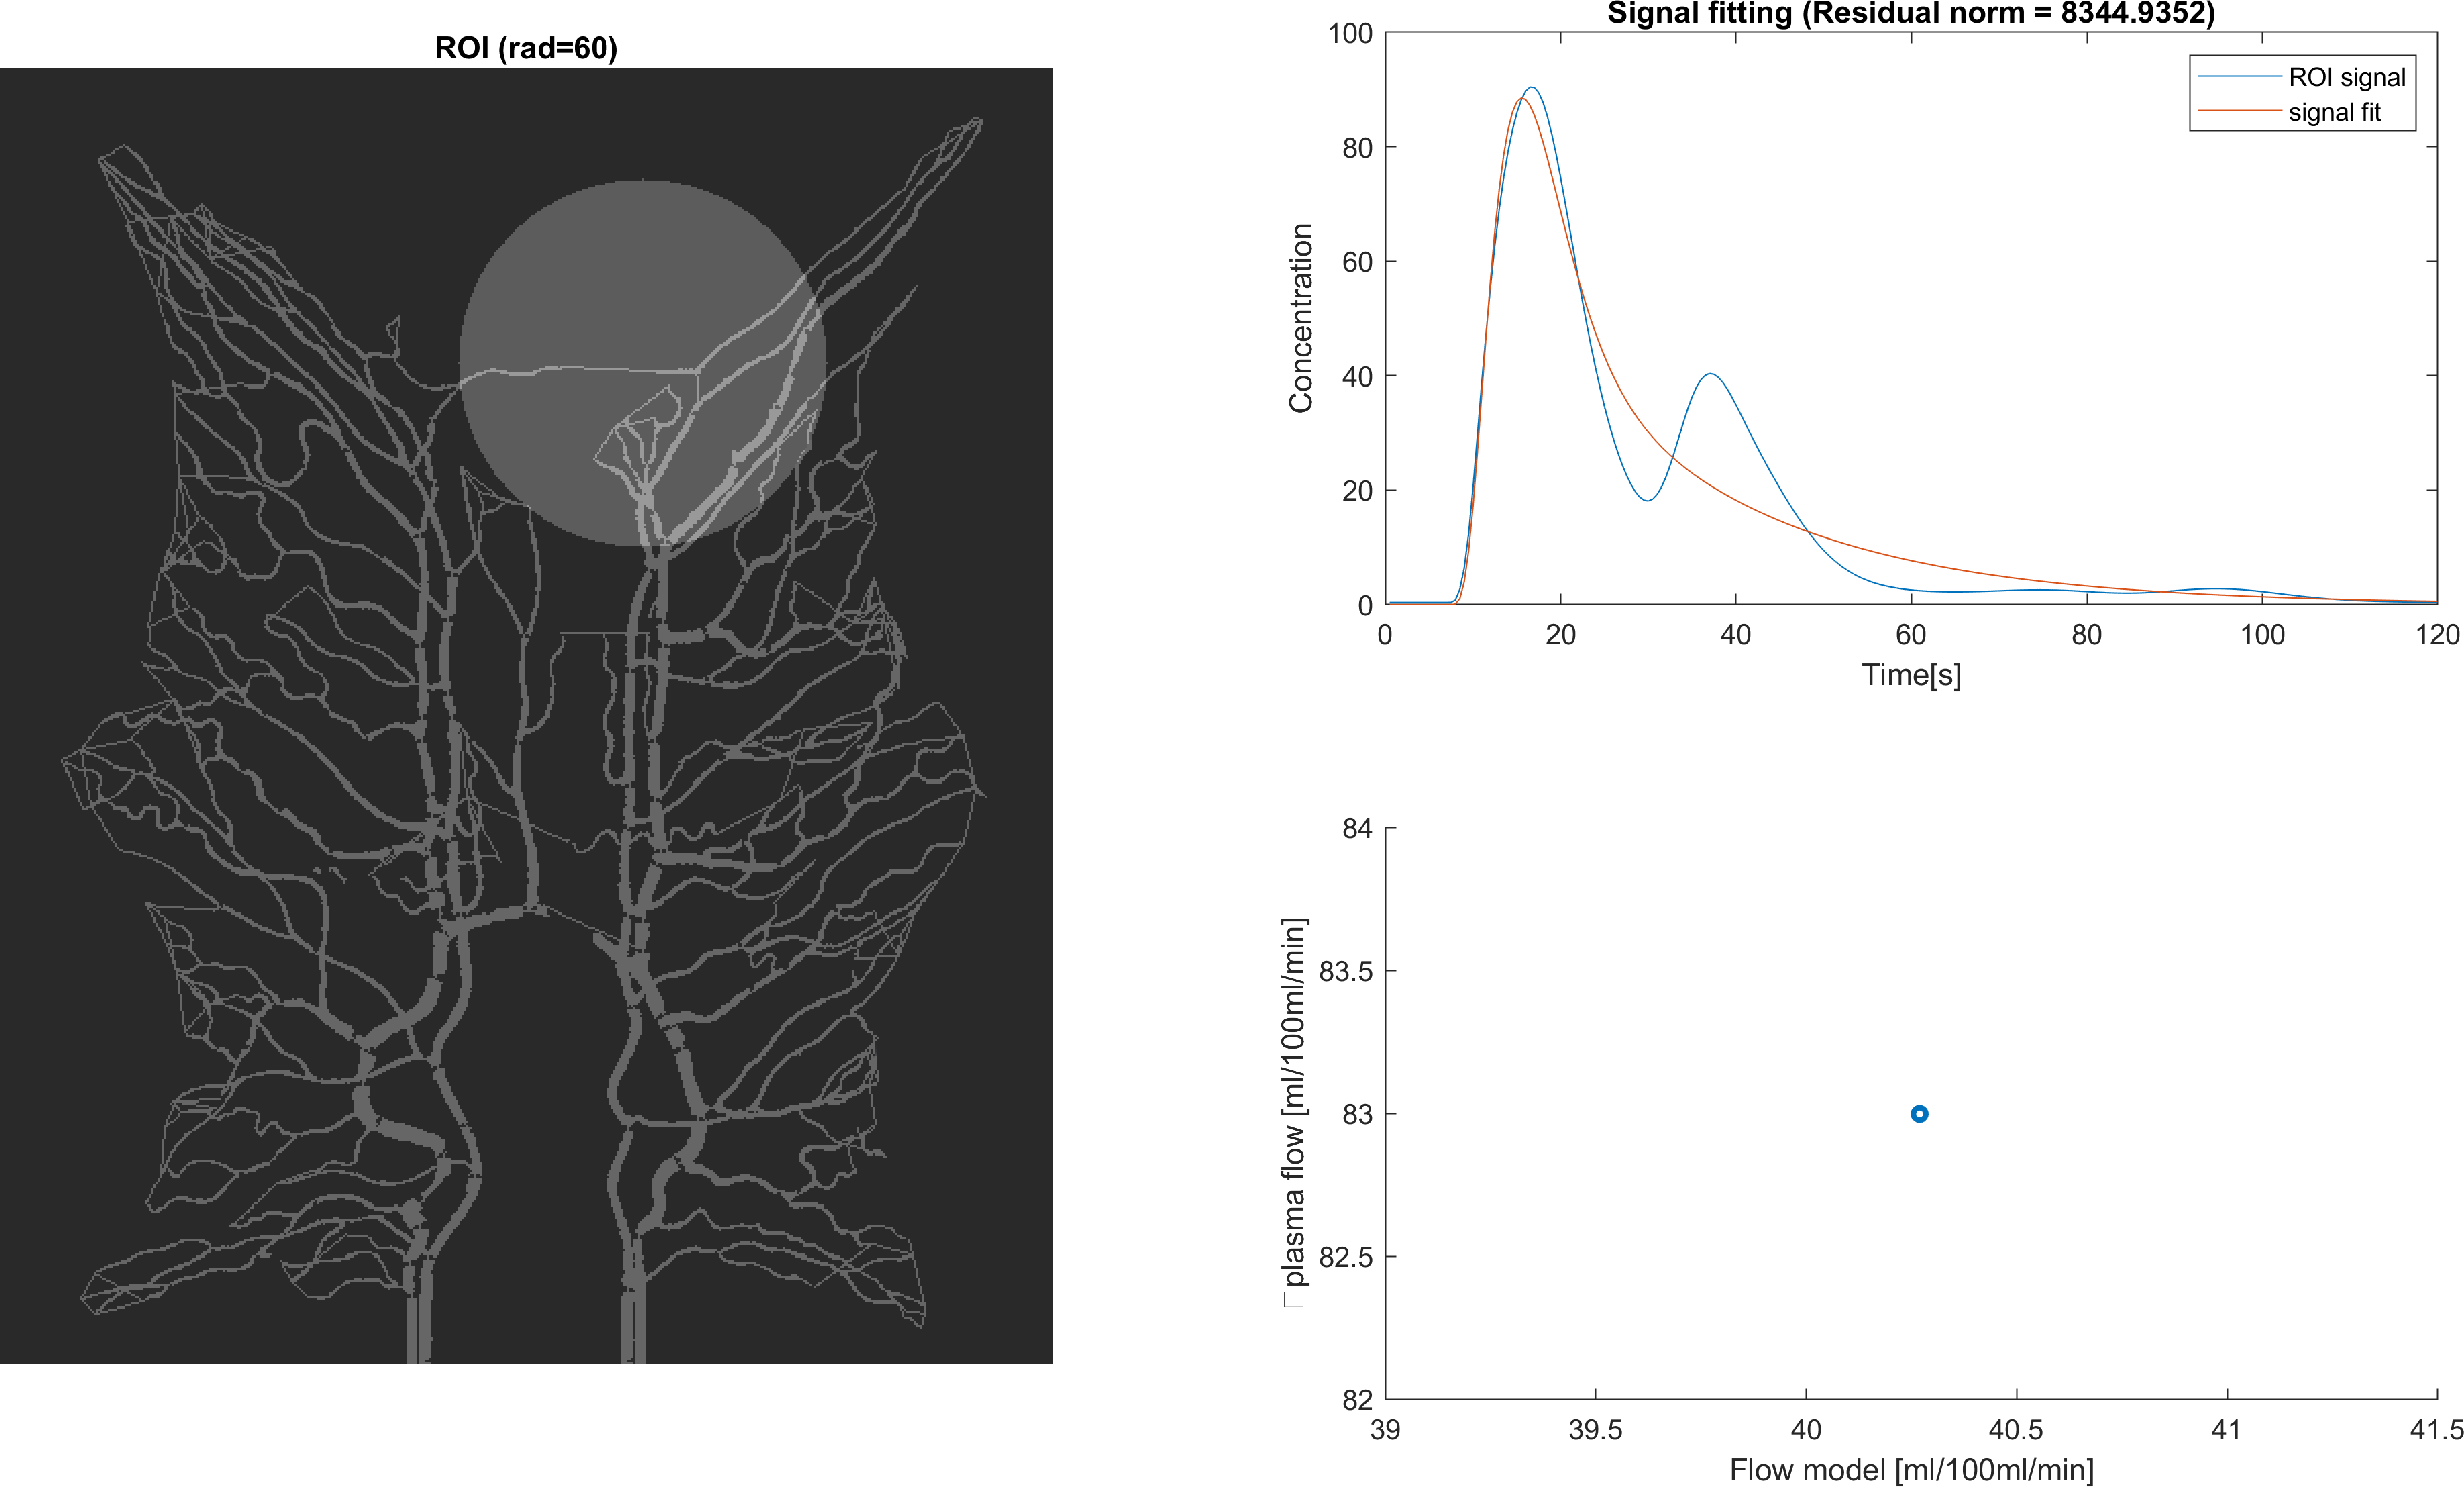 ROI (rad=60)
Signal fitting (Residual norm = 8344.9352)
100
80
60
40
20
0
Concentration
ROI signal
signal fit
0 20 40 60 80 100 120
Time[s]
84
83.5
83
82.5
82
plasma flow [ml/100ml/min]
39 39.5 40 40.5 41 41.5
Flow model [ml/100ml/min]